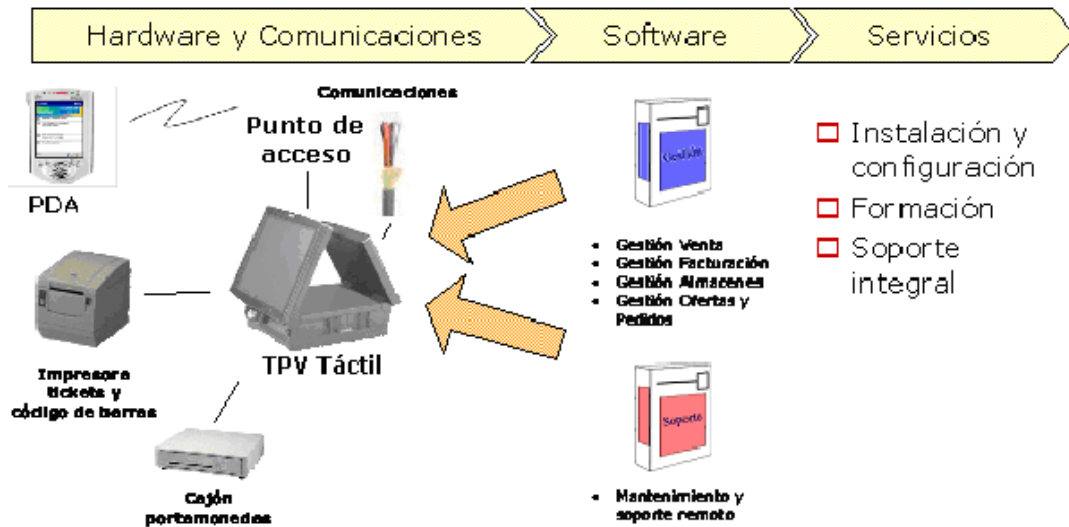 Hardware y Comunicaciones
Software
Servicios
Comunicaciones
Punto de
acceso
PDA
Impresora
tickets y
código de barras
TPV Táctil
Cajón
portamonedas
Gestión
• Gestión Venta
• Gestión Facturación
• Gestión Almacenes
• Gestión Ofertas y
Pedidos
Soporte
• Mantenimiento y
soporte remoto
Instalación y
configuración
Formación
Soporte
integral